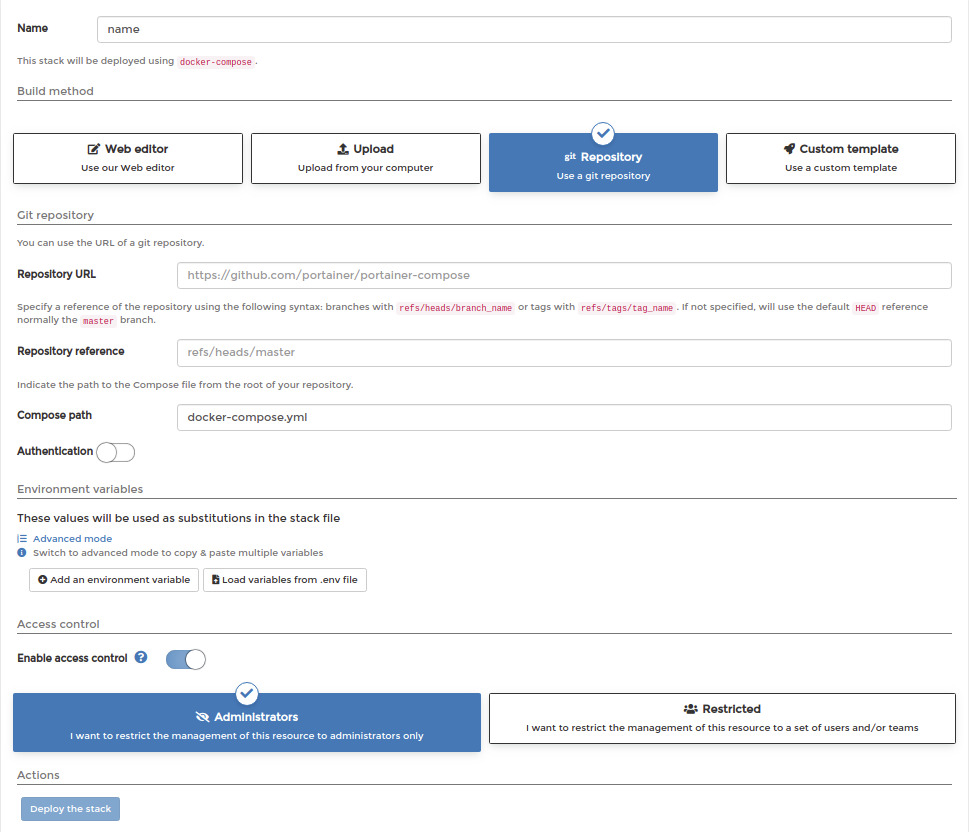 Name name
This stack will be deployed using docker-compose.
Build method
Web editor
Use our Web editor
Upload
Upload from your computer
git Repository
Use a git repository
Custom template
Use a custom template
Git repository
You can use the URL of a git repository.
Repository URL https://github.com/portainer/portainer-compose
Specify a reference of the repository using the following syntax: branches with refs/heads/branch_name or tags with refs/tags/tag_name. If not specified, will use the default HEAD reference
normally the master branch.
Repository reference refs/heads/master
Indicate the path to the Compose file from the root of your repository.
Compose path docker-compose.yml
Authentication
Environment variables
These values will be used as substitutions in the stack file
Advanced mode
Switch to advanced mode to copy & paste multiple variables
Add an environment variable Load variables from .env file
Access control
Enable access control ?
Administrators
I want to restrict the management of this resource to administrators only
Restricted
I want to restrict the management of this resource to a set of users and/or teams
Actions
Deploy the stack